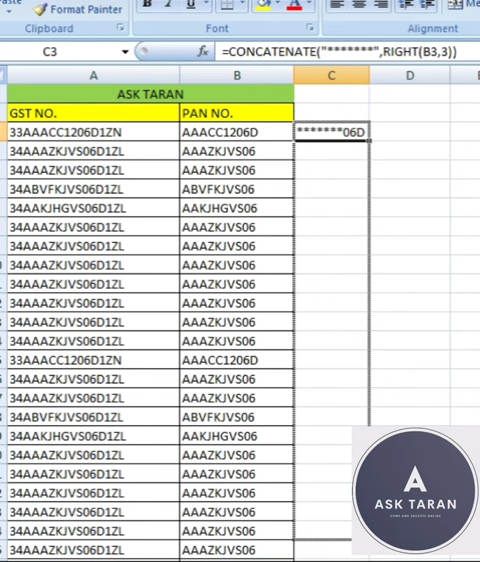 Format Painter
B I U A
Clipboard Font Alignment
C3 fx =CONCATENATE("*******",RIGHT(B3,3))
A B C D
ASK TARAN
GST NO. PAN NO.
33AAACC1206D1ZN AAACC1206D *******06D
34AAAZKJVS06D1ZL AAAZKJVS06
34AAAZKJVS06D1ZL AAAZKJVS06
34ABVFKJVS06D1ZL ABVFKJVS06
34AAKJHGVS06D1ZL AAKJHGVS06
34AAAZKJVS06D1ZL AAAZKJVS06
34AAAZKJVS06D1ZL AAAZKJVS06
34AAAZKJVS06D1ZL AAAZKJVS06
34AAAZKJVS06D1ZL AAAZKJVS06
34AAAZKJVS06D1ZL AAAZKJVS06
34AAAZKJVS06D1ZL AAAZKJVS06
34AAAZKJVS06D1ZL AAAZKJVS06
33AAACC1206D1ZN AAACC1206D
34AAAZKJVS06D1ZL AAAZKJVS06
34AAAZKJVS06D1ZL AAAZKJVS06
34ABVFKJVS06D1ZL ABVFKJVS06
34AAKJHGVS06D1ZL AAKJHGVS06
34AAAZKJVS06D1ZL AAAZKJVS06
34AAAZKJVS06D1ZL AAAZKJVS06
34AAAZKJVS06D1ZL AAAZKJVS06
34AAAZKJVS06D1ZL AAAZKJVS06
34AAAZKJVS06D1ZL AAAZKJVS06
34AAAZKJVS06D1ZL AAAZKJVS06
A
ASK TARAN